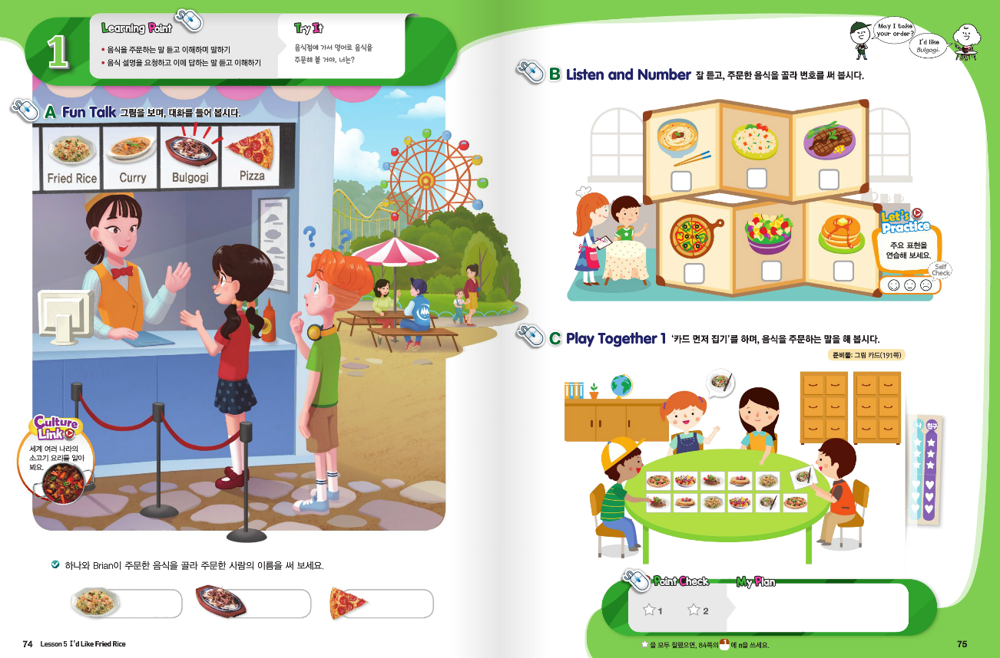 1
Learning Point
• 음식을 주문하는 말 듣고 이해하며 말하기
• 음식 설명을 요청하고 이에 답하는 말 듣고 이해하기
Try It
음식점에 가서 영어로 음식을
주문해 볼 거야. 너는?
A Fun Talk 그림을 보며, 대화를 들어 봅시다.
Fried Rice
Curry
Bulgogi
Pizza
Culture
Link
세계 여러 나라의
소고기 요리를 알아
봐요.
하나와 Brian이 주문한 음식을 골라 주문한 사람의 이름을 써 보세요.
74 Lesson 5 I'd Like Fried Rice
May I take
your order?
I'd like
Bulgogi.
B Listen and Number 잘 듣고, 주문한 음식을 골라 번호를 써 봅시다.
Let's
Practice
주요 표현을
연습해 보세요.
Self
Check
C Play Together 1 '카드 먼저 집기'를 하며, 음식을 주문하는 말을 해 봅시다.
준비물: 그림 카드(191쪽)
나 친구
Point Check
1 2
My Plan
을 모두 칠했으면, 84쪽의 1 에 n을 쓰세요.
75